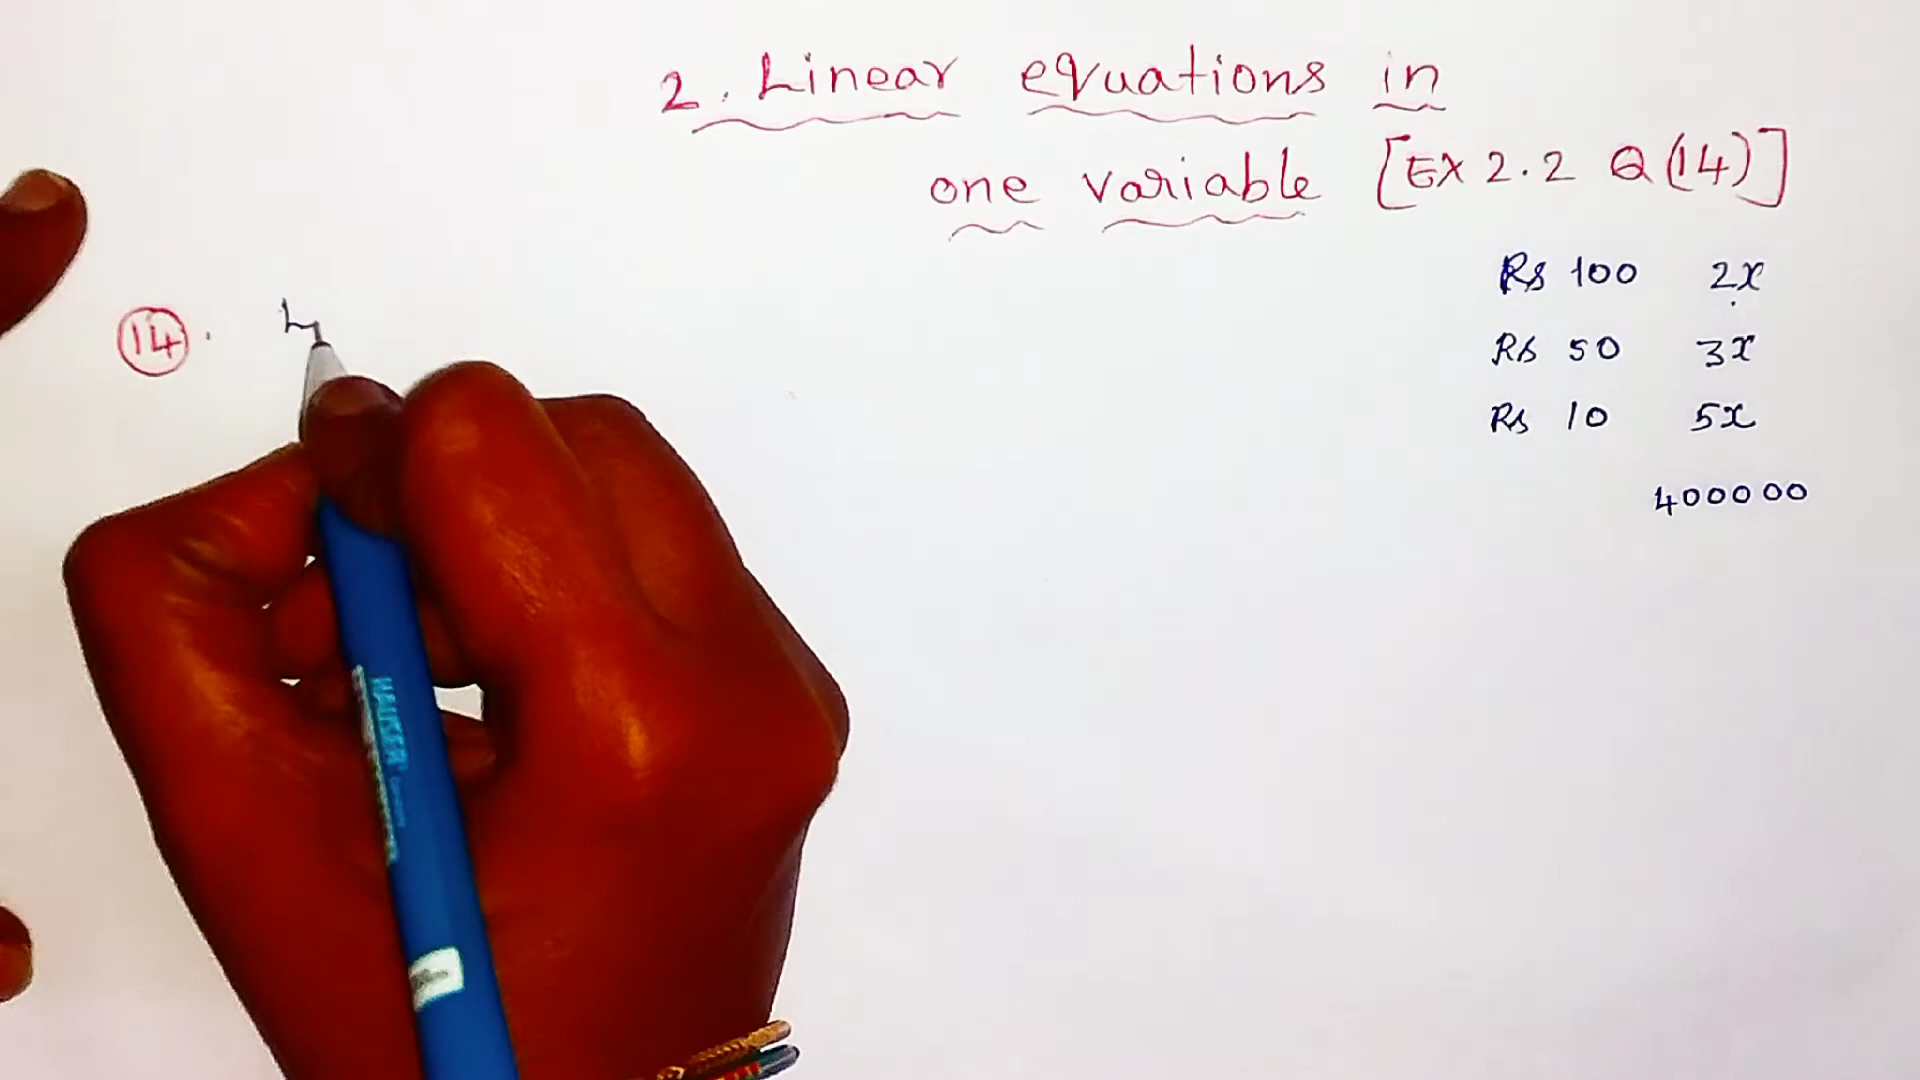 2. Linear equations in
one variable [Ex 2.2 Q (14)]
Rs 100 2x
Rs 50 3x
Rs 10 5x
400000
14.
HAUSER